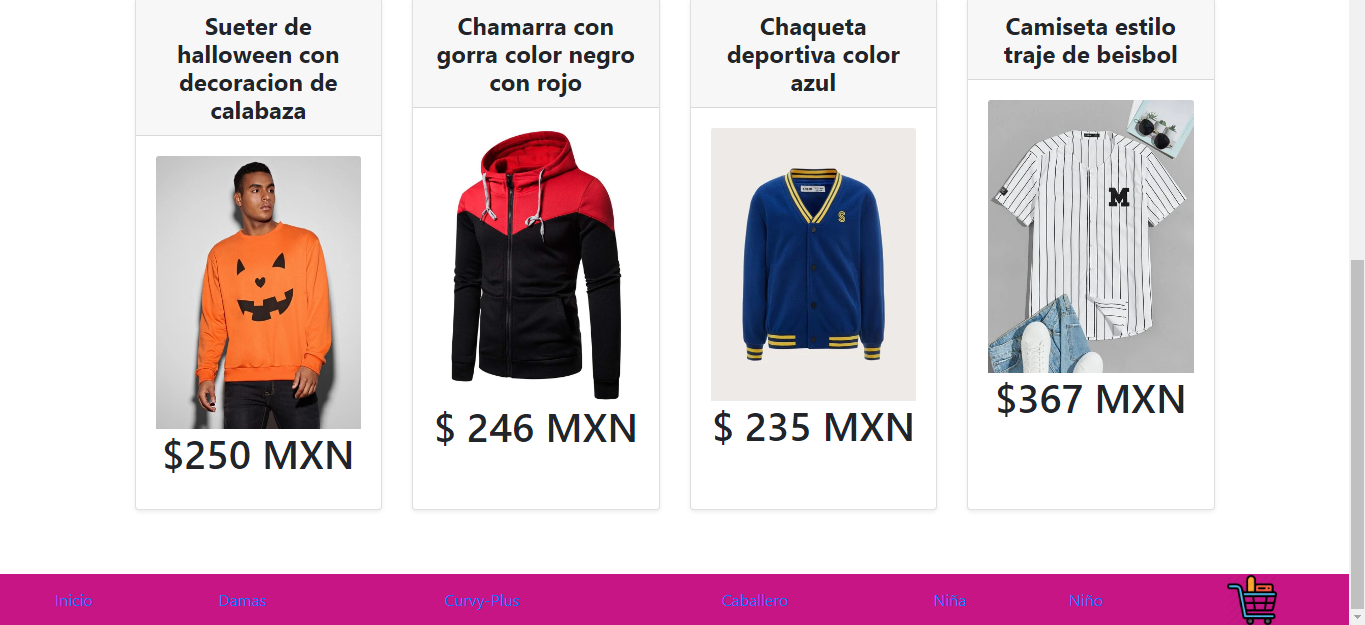 Sueter de
halloween con
decoracion de
calabaza
$250 MXN
Chamarra con
gorra color negro
con rojo
$ 246 MXN
Chaqueta
deportiva color
azul
S
$ 235 MXN
Camiseta estilo
traje de beisbol
M
$367 MXN
Inicio Damas Curvy-Plus Caballero Niña Niño